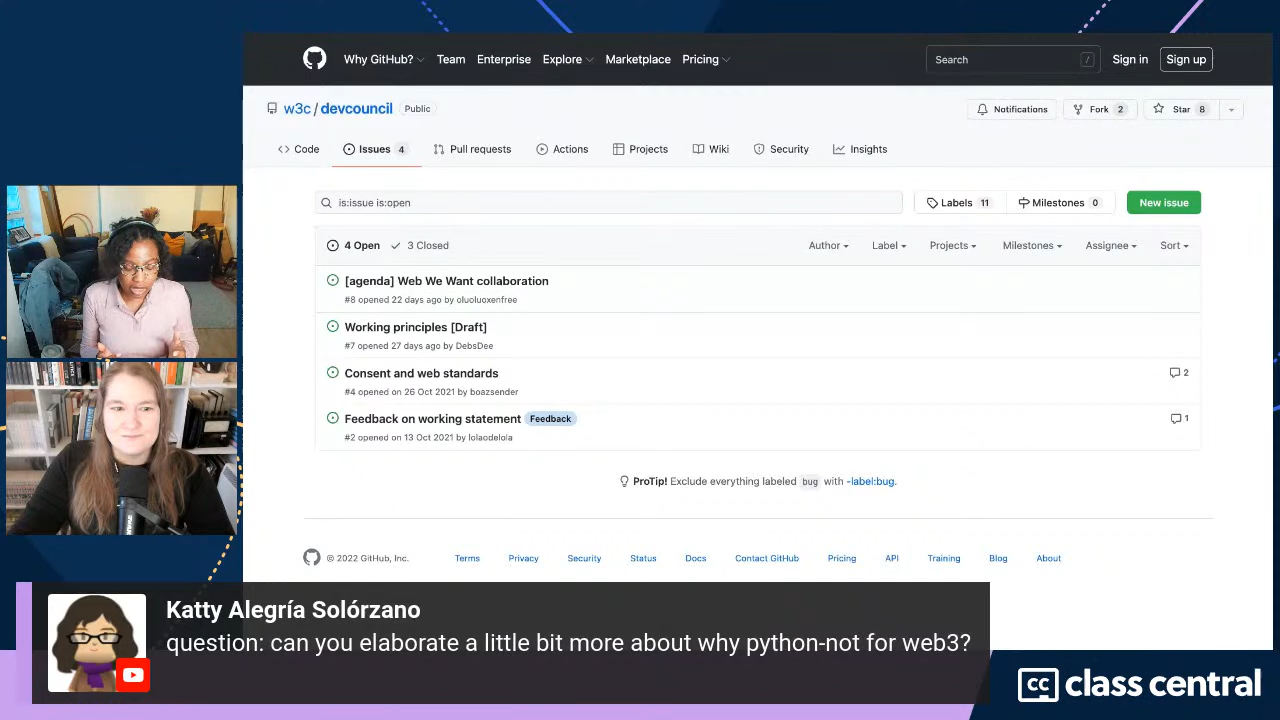 Why GitHub? Team Enterprise Explore Marketplace Pricing Search / Sign in Sign up
w3c / devcouncil Public Notifications Fork 2 Star 8
Code Issues 4 Pull requests Actions Projects Wiki Security Insights
is:issue is:open Labels 11 Milestones 0 New issue
4 Open 3 Closed Author Label Projects Milestones Assignee Sort
[agenda] Web We Want collaboration
#8 opened 22 days ago by oluoluoxenfree
Working principles [Draft]
#7 opened 27 days ago by DebsDee
Consent and web standards 2
#4 opened on 26 Oct 2021 by boazsender
Feedback on working statement Feedback 1
#2 opened on 13 Oct 2021 by lolaodelola
ProTip! Exclude everything labeled bug with -label:bug.
© 2022 GitHub, Inc. Terms Privacy Security Status Docs Contact GitHub Pricing API Training Blog About
Katty Alegría Solórzano
question: can you elaborate a little bit more about why python-not for web3?
cc class central